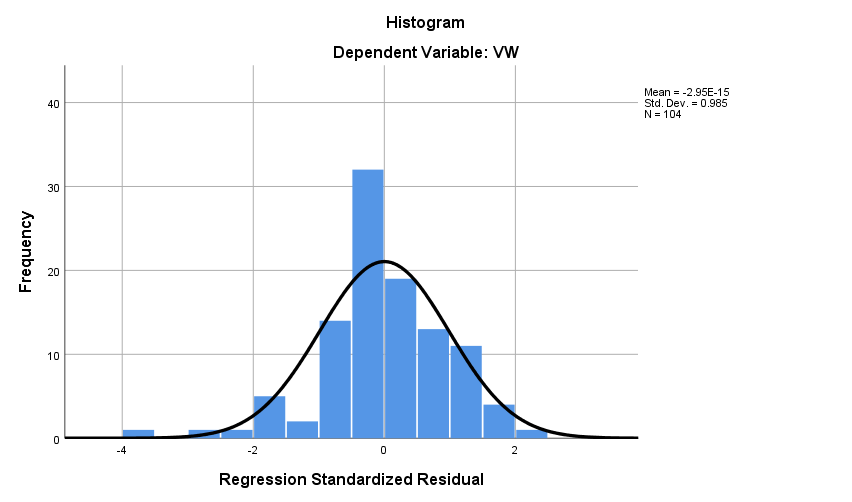 Histogram
Dependent Variable: VW
Mean = -2.95E-15
Std. Dev. = 0.985
N = 104
Frequency
40
30
20
10
0
-4
-2
0
2
Regression Standardized Residual